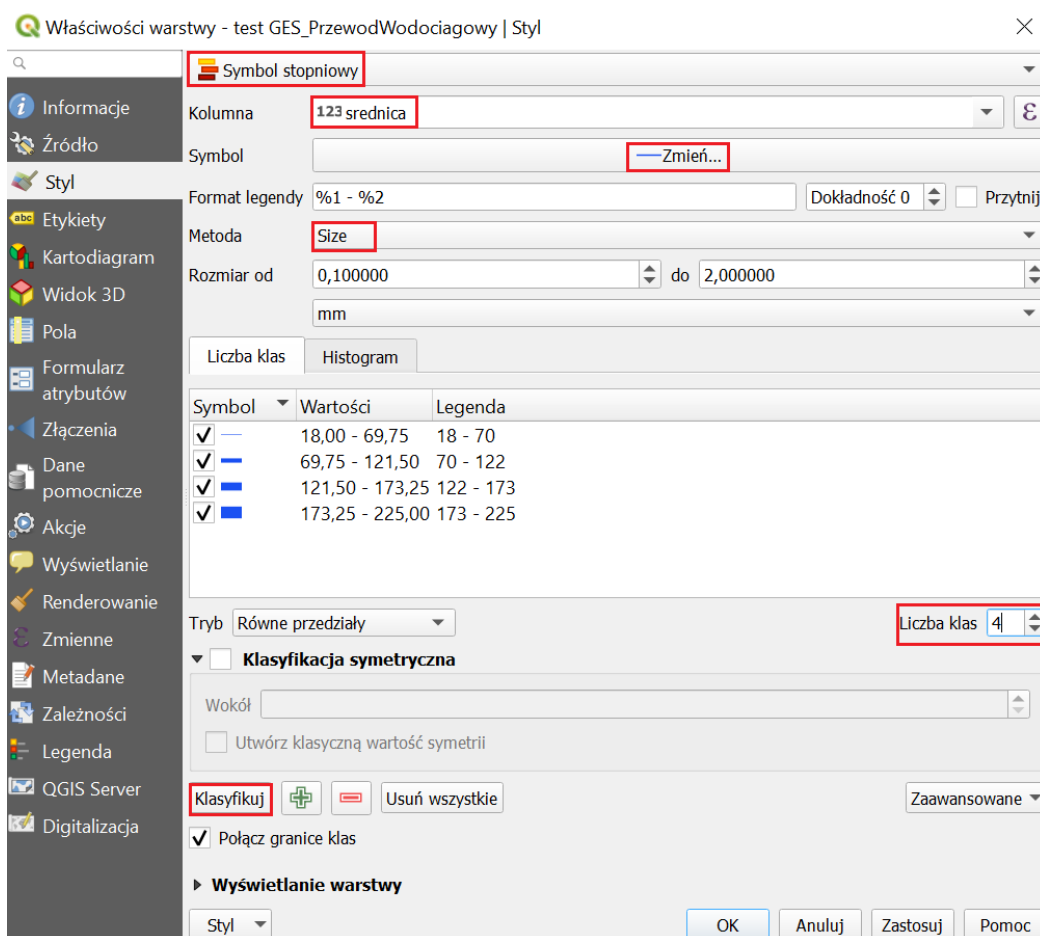 Właściwości warstwy - test GES_PrzewodWodociagowy | Styl
Informacje
Źródło
Styl
abc Etykiety
Kartodiagram
Widok 3D
Pola
Formularz
atrybutów
Złączenia
Dane
pomocnicze
Akcje
Wyświetlanie
Renderowanie
Zmienne
Metadane
Zależności
Legenda
QGIS Server
Digitalizacja
Symbol stopniowy
Kolumna 123 srednica ε
Symbol Zmień...
Format legendy %1 - %2 Dokładność 0 Przytnij
Metoda Size
Rozmiar od 0,100000 do 2,000000
mm
Liczba klas Histogram
Symbol Wartości Legenda
18,00 - 69,75 18 - 70
69,75 - 121,50 70 - 122
121,50 - 173,25 122 - 173
173,25 - 225,00 173 - 225
Tryb Równe przedziały Liczba klas 4
Klasyfikacja symetryczna
Wokół
Utwórz klasyczną wartość symetrii
Klasyfikuj Usuń wszystkie Zaawansowane
Połącz granice klas
Wyświetlanie warstwy
Styl OK Anuluj Zastosuj Pomoc